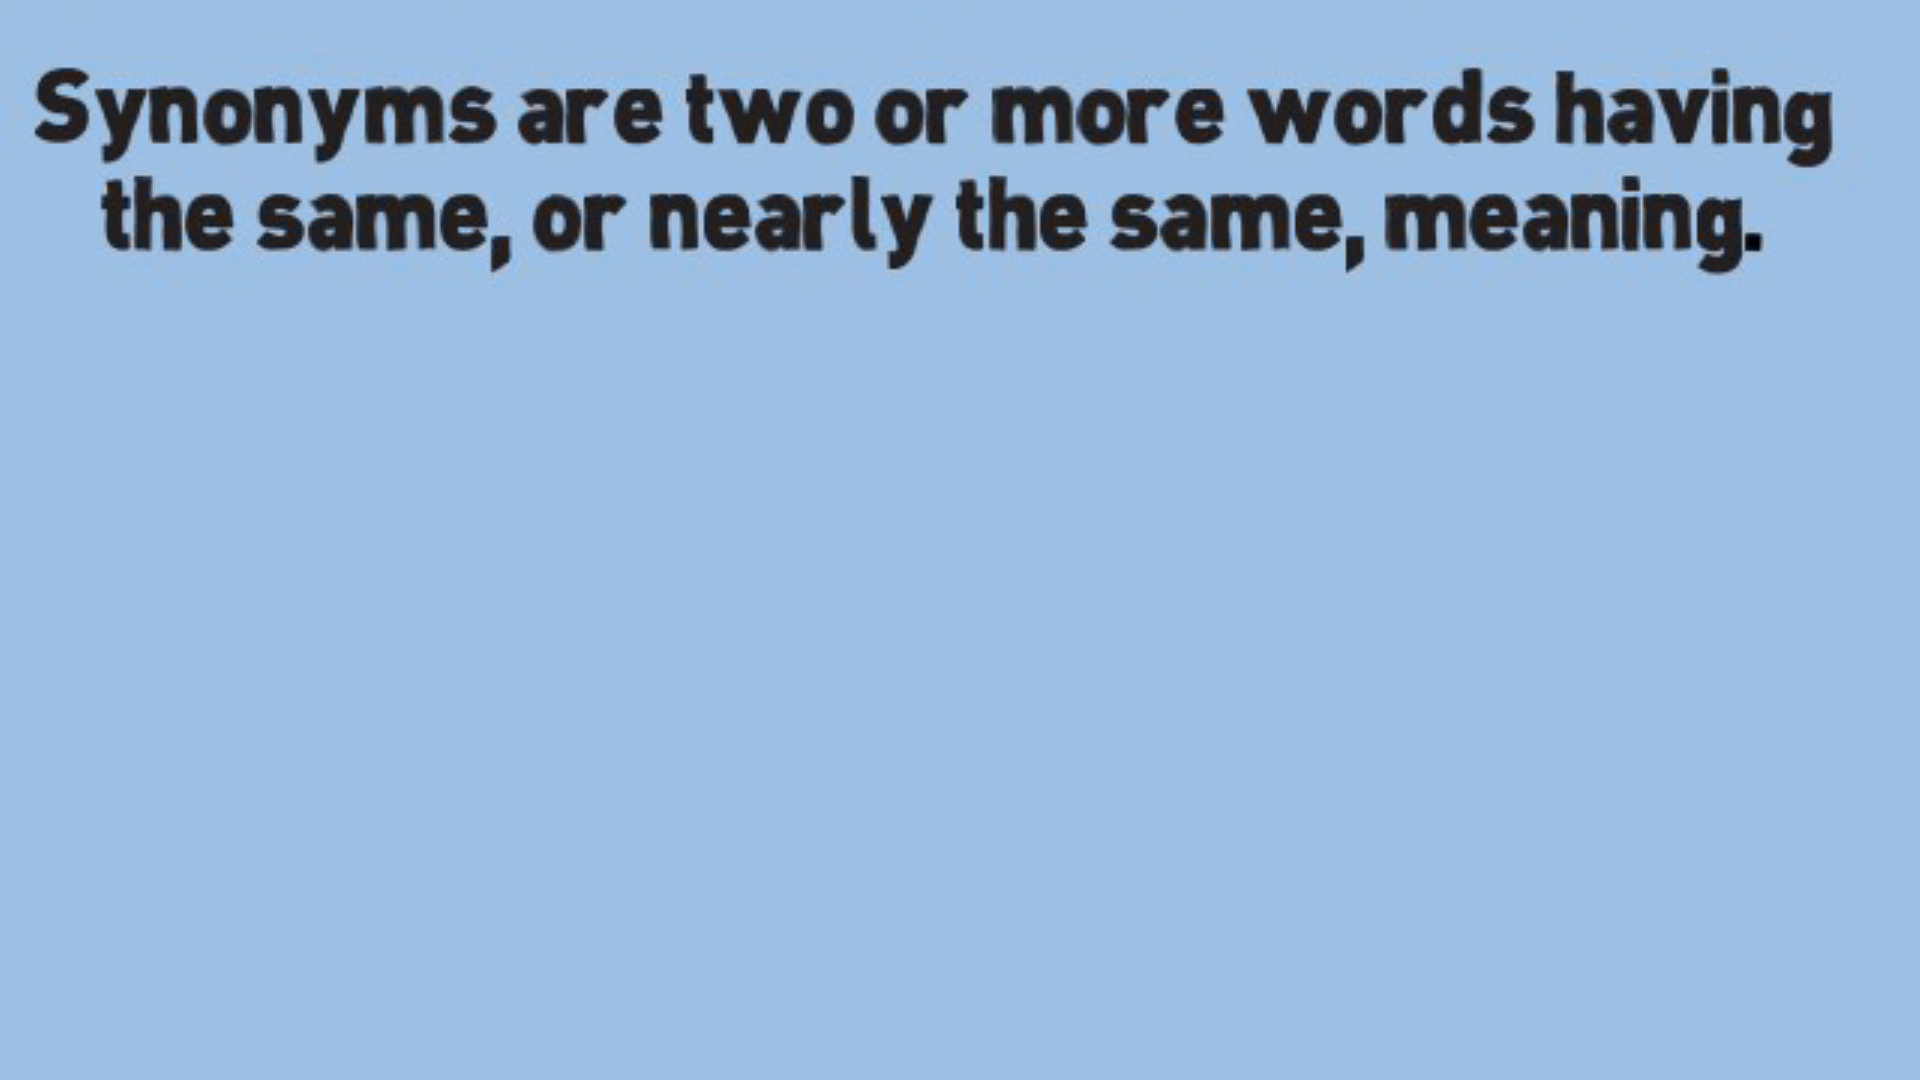 Synonyms are two or more words having
the same, or nearly the same, meaning.